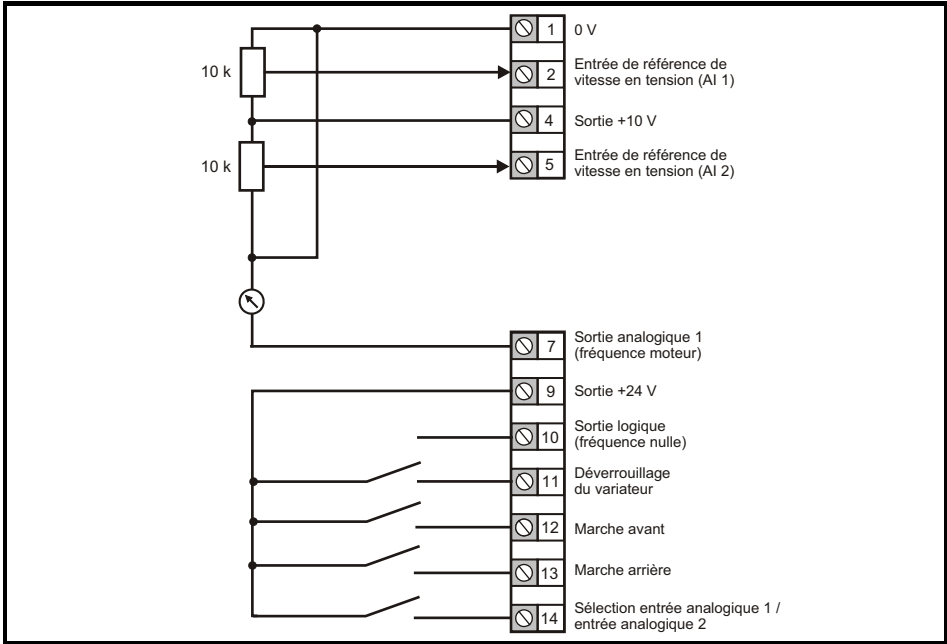 1 0 V
10 k
2 Entrée de référence de
vitesse en tension (AI 1)
4 Sortie +10 V
10 k
5 Entrée de référence de
vitesse en tension (AI 2)
7 Sortie analogique 1
(fréquence moteur)
9 Sortie +24 V
10 Sortie logique
(fréquence nulle)
11 Déverrouillage
du variateur
12 Marche avant
13 Marche arrière
14 Sélection entrée analogique 1 /
entrée analogique 2